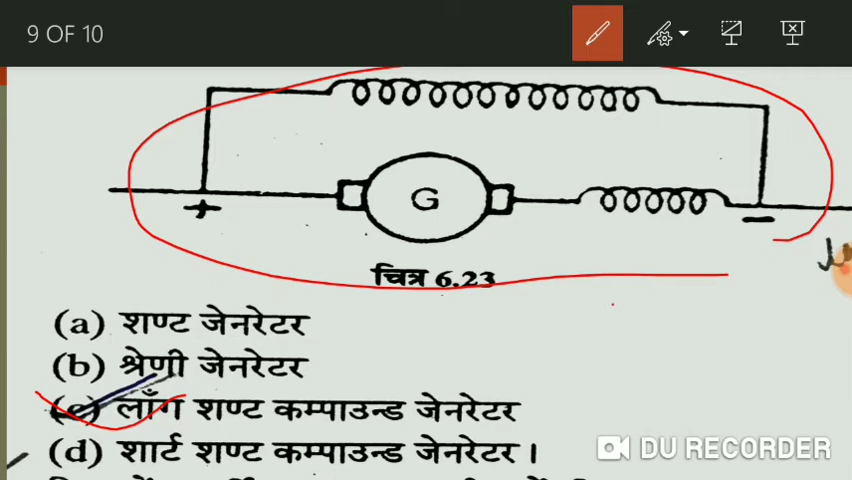 9 OF 10
G
+
−
चित्र 6.23
(a) शण्ट जेनरेटर
(b) श्रेणी जेनरेटर
(c) लाँग शण्ट कम्पाउन्ड जेनरेटर
(d) शार्ट शण्ट कम्पाउन्ड जेनरेटर।
DU RECORDER